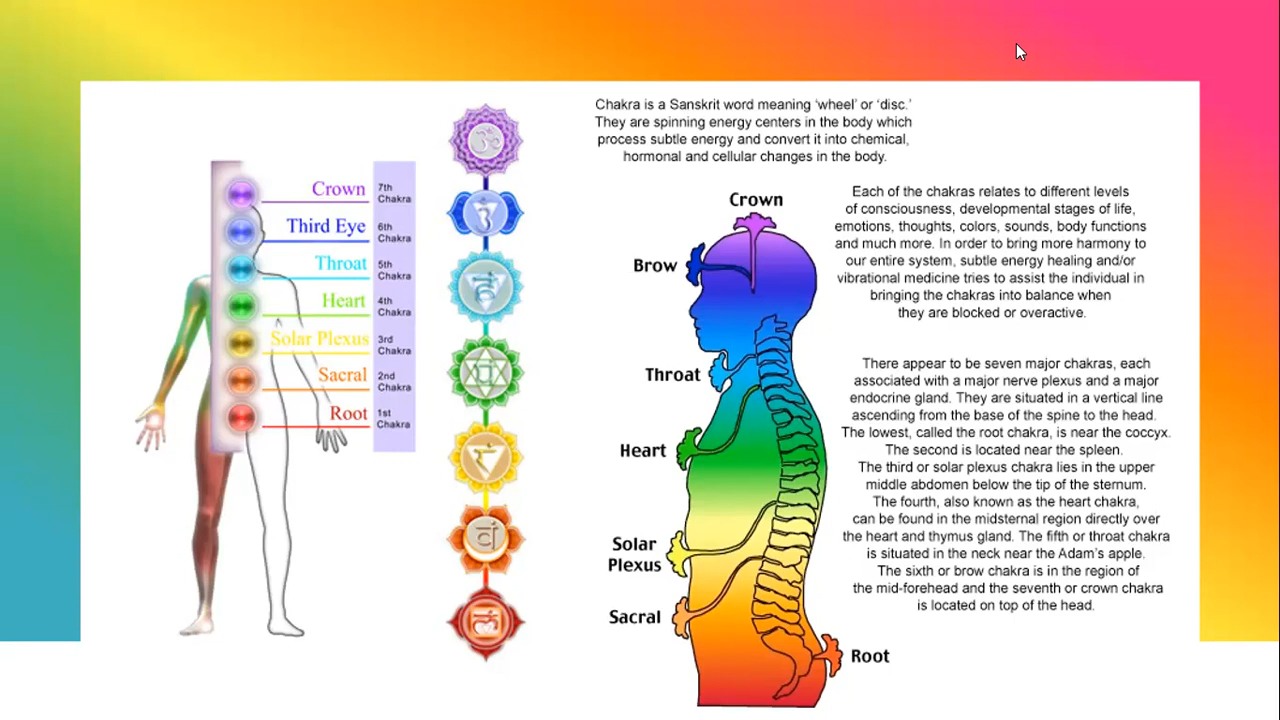 Crown
7th
Chakra
Third Eye
6th
Chakra
Throat
5th
Chakra
Heart
4th
Chakra
Solar Plexus
3rd
Chakra
Sacral
2nd
Chakra
Root
1st
Chakra
ॐ
Chakra is a Sanskrit word meaning ‘wheel’ or ‘disc.’
They are spinning energy centers in the body which
process subtle energy and convert it into chemical,
hormonal and cellular changes in the body.
Crown
Brow
Throat
Heart
Solar
Plexus
Sacral
Root
Each of the chakras relates to different levels
of consciousness, developmental stages of life,
emotions, thoughts, colors, sounds, body functions
and much more. In order to bring more harmony to
our entire system, subtle energy healing and/or
vibrational medicine tries to assist the individual in
bringing the chakras into balance when
they are blocked or overactive.
There appear to be seven major chakras, each
associated with a major nerve plexus and a major
endocrine gland. They are situated in a vertical line
ascending from the base of the spine to the head.
The lowest, called the root chakra, is near the coccyx.
The second is located near the spleen.
The third or solar plexus chakra lies in the upper
middle abdomen below the tip of the sternum.
The fourth, also known as the heart chakra,
can be found in the midsternal region directly over
the heart and thymus gland. The fifth or throat chakra
is situated in the neck near the Adam’s apple.
The sixth or brow chakra is in the region of
the mid-forehead and the seventh or crown chakra
is located on top of the head.